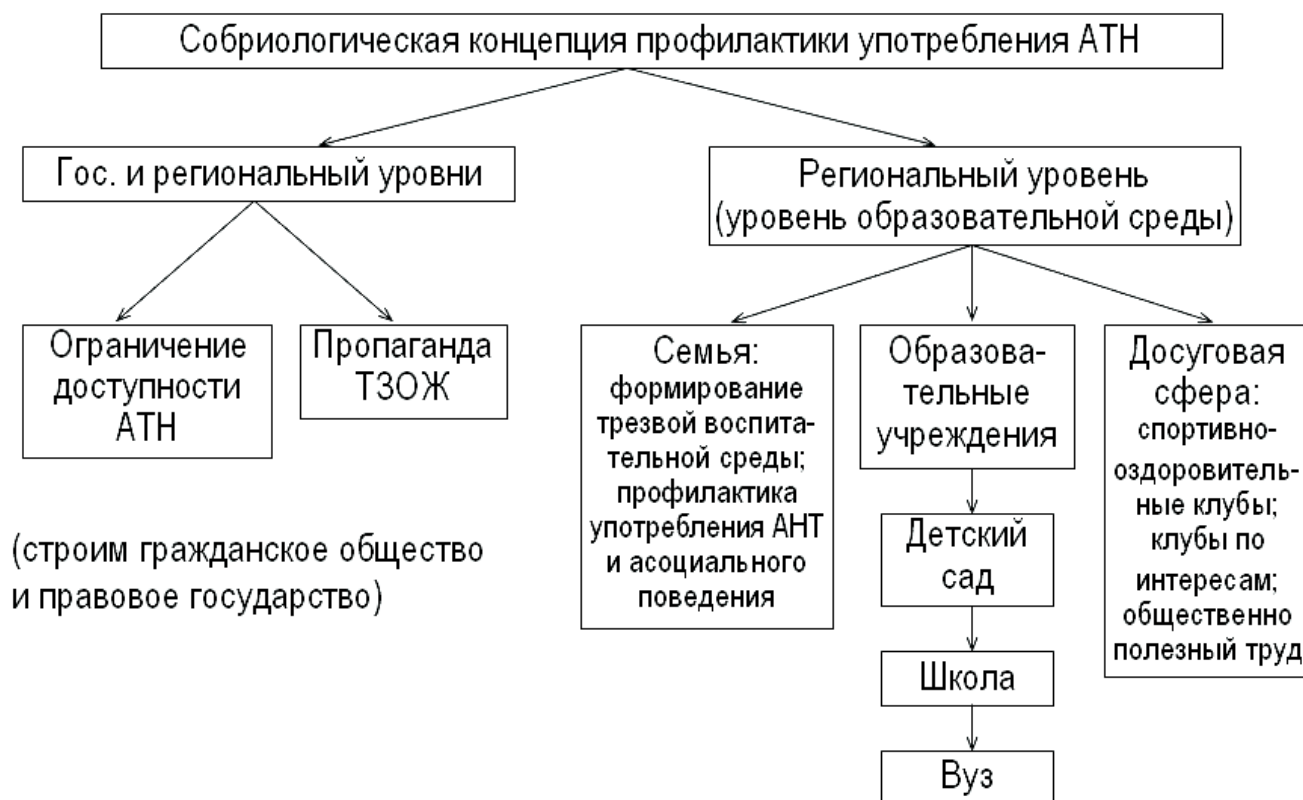 Собриологическая концепция профилактики употребления АТН
Гос. и региональный уровни
Региональный уровень
(уровень образовательной среды)
Ограничение
доступности
АТН
Пропаганда
ТЗОЖ
Семья:
формирование
трезвой воспита-
тельной среды;
профилактика
употребления АНТ
и асоциального
поведения
Образова-
тельные
учреждения
Досуговая
сфера:
спортивно-
оздоровитель-
ные клубы;
клубы по
интересам;
общественно
полезный труд
(строим гражданское общество
и правовое государство)
Детский
сад
Школа
Вуз